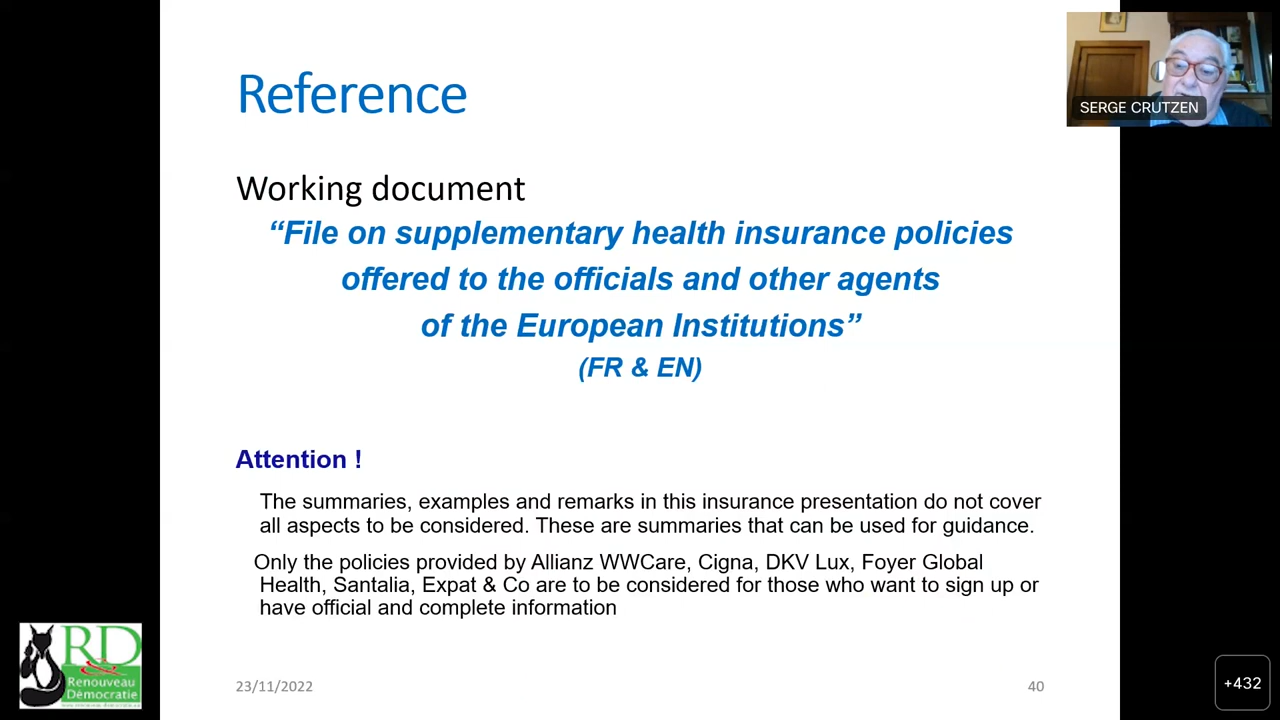 Reference
SERGE CRUTZEN
Working document
“File on supplementary health insurance policies
offered to the officials and other agents
of the European Institutions”
(FR & EN)
Attention !
The summaries, examples and remarks in this insurance presentation do not cover
all aspects to be considered. These are summaries that can be used for guidance.
Only the policies provided by Allianz WWCare, Cigna, DKV Lux, Foyer Global
Health, Santalia, Expat & Co are to be considered for those who want to sign up or
have official and complete information
RD
Renouveau
Démocratie
23/11/2022
40
+432